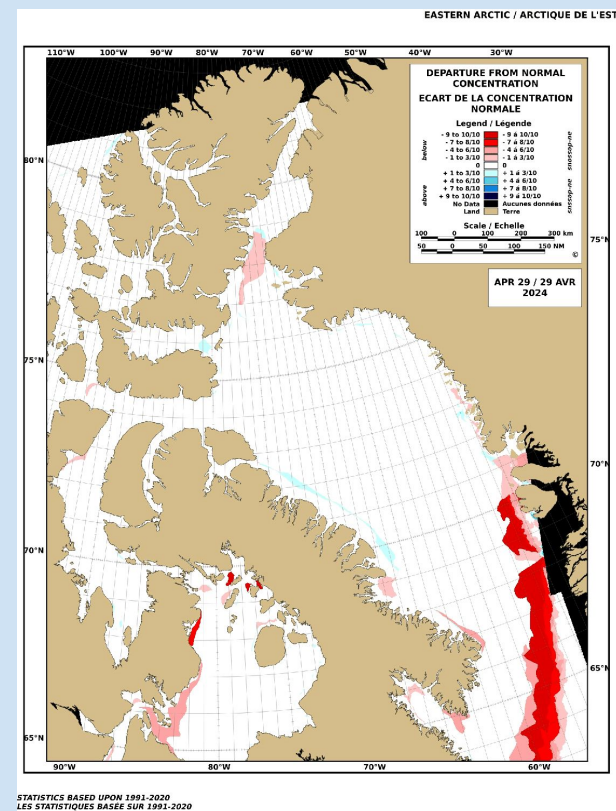 EASTERN ARCTIC / ARCTIQUE DE L'EST
110°W 100°W 90°W 80°W 70°W 60°W 50°W 40°W 30°W
DEPARTURE FROM NORMAL
CONCENTRATION
ECART DE LA CONCENTRATION
NORMALE
Legend / Légende
below
- 9 to 10/10 - 9 á 10/10
- 7 to 8/10 - 7 á 8/10
- 4 to 6/10 - 4 á 6/10
- 1 to 3/10 - 1 á 3/10
0 0
above
+ 1 to 3/10 + 1 á 3/10
+ 4 to 6/10 + 4 á 6/10
+ 7 to 8/10 + 7 á 8/10
+ 9 to 10/10 + 9 á 10/10
No Data Aucunes données
Land Terre
Scale / Echelle
100 0 100 200 300 km
50 0 50 100 150 NM
©
APR 29 / 29 AVR
2024
80°N
75°N
75°N
70°N
70°N
65°N
65°N
90°W 80°W 70°W 60°W
STATISTICS BASED UPON 1991-2020
LES STATISTIQUES BASÉE SUR 1991-2020